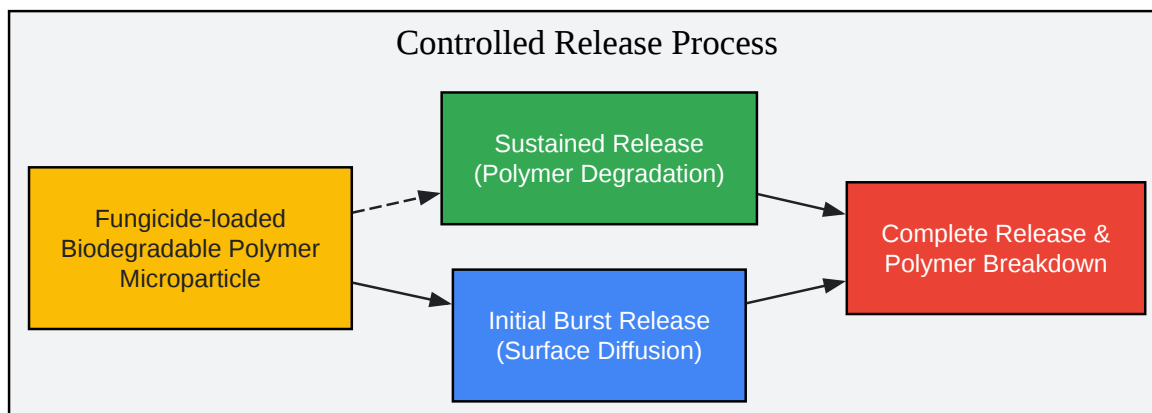 Controlled Release Process
Sustained Release
(Polymer Degradation)
Fungicide-loaded
Biodegradable Polymer
Microparticle
Complete Release &
Polymer Breakdown
Initial Burst Release
(Surface Diffusion)